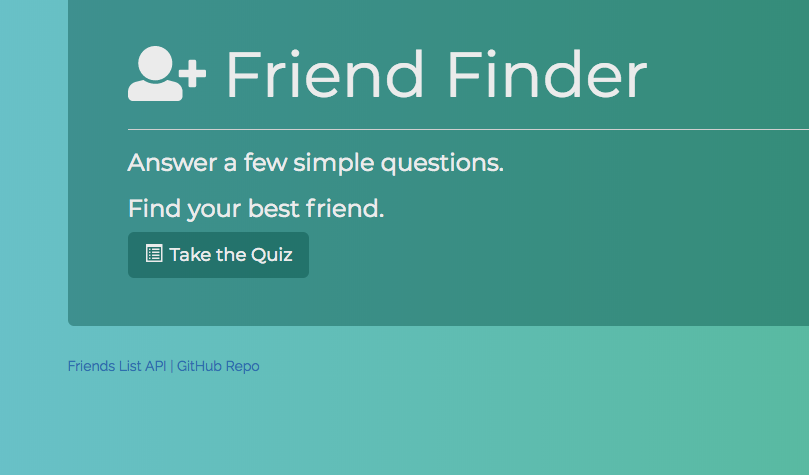 Friend Finder
Answer a few simple questions.
Find your best friend.
Take the Quiz
Friends List API | GitHub Repo